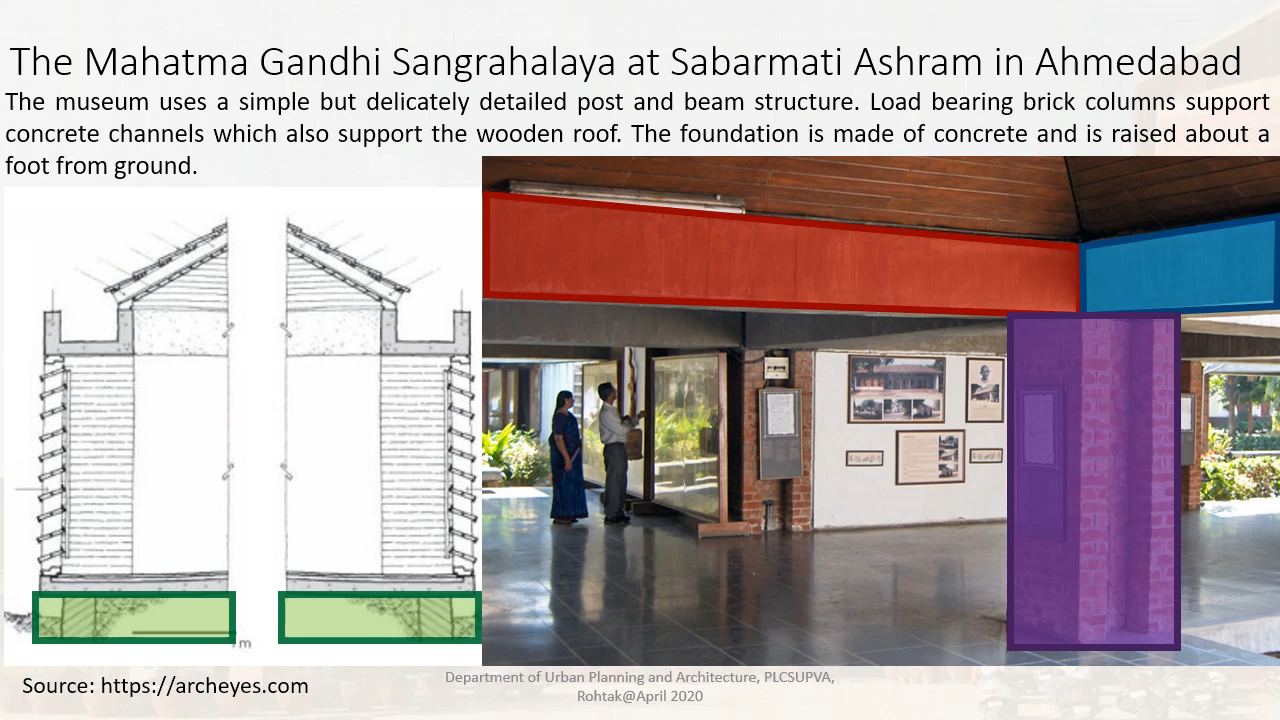 The Mahatma Gandhi Sangrahalaya at Sabarmati Ashram in Ahmedabad
The museum uses a simple but delicately detailed post and beam structure. Load bearing brick columns support
concrete channels which also support the wooden roof. The foundation is made of concrete and is raised about a
foot from ground.
m
Source: https://archeyes.com
Department of Urban Planning and Architecture, PLCSUPVA,
Rohtak@April 2020